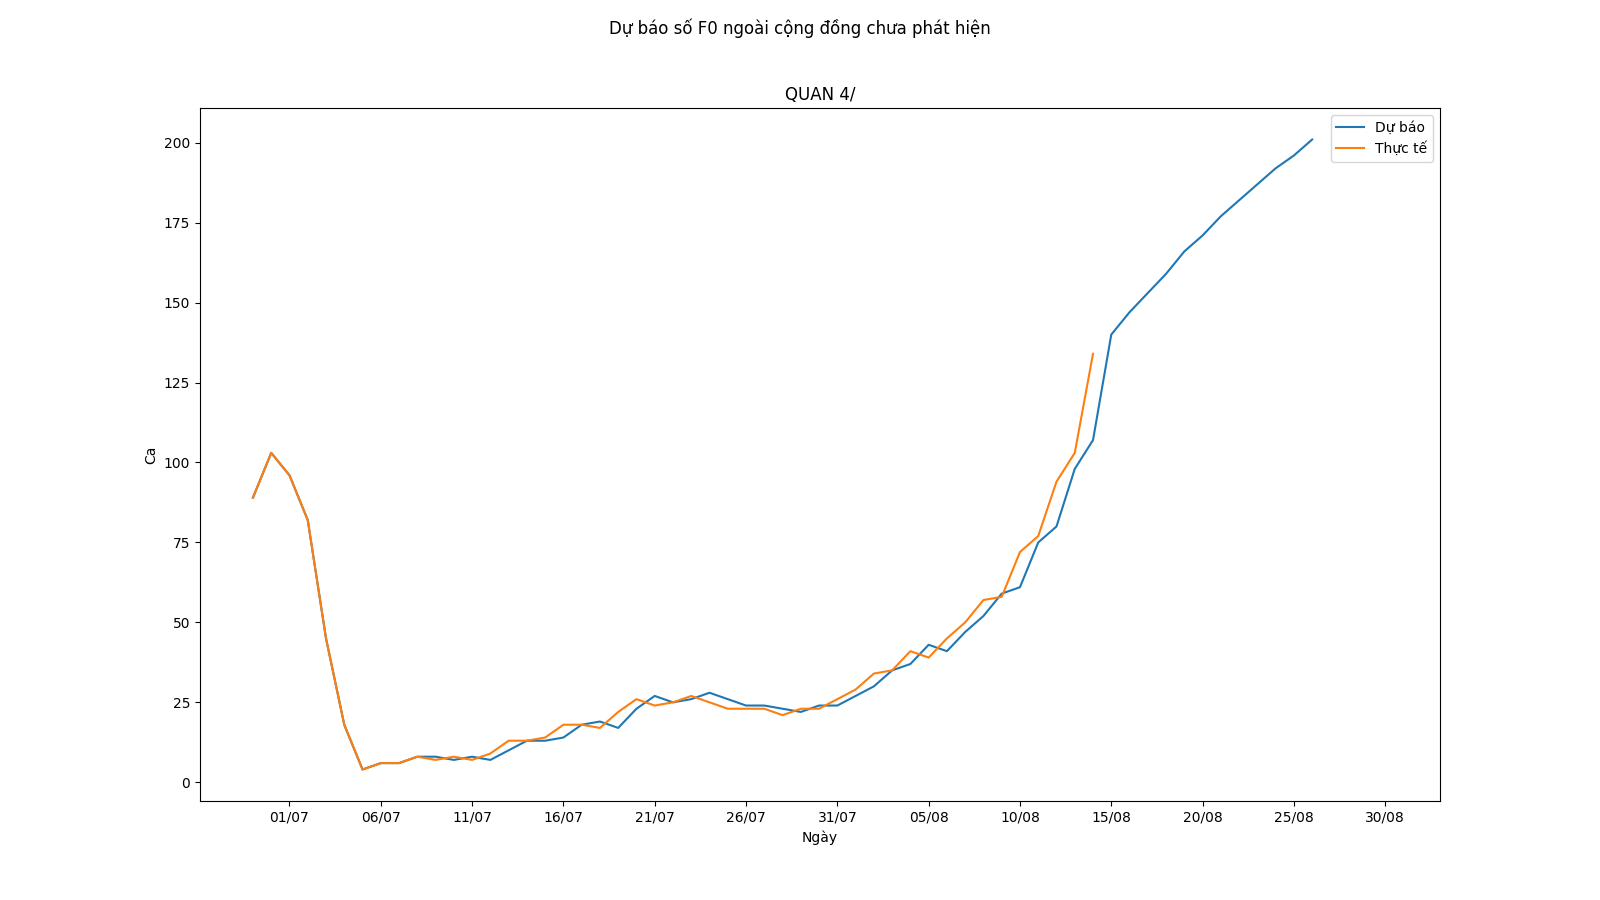 Dự báo số F0 ngoài cộng đồng chưa phát hiện
QUAN 4/
Dự báo
Thực tế
200
175
150
125
100
75
50
25
0
Ca
01/07 06/07 11/07 16/07 21/07 26/07 31/07 05/08 10/08 15/08 20/08 25/08 30/08
Ngày